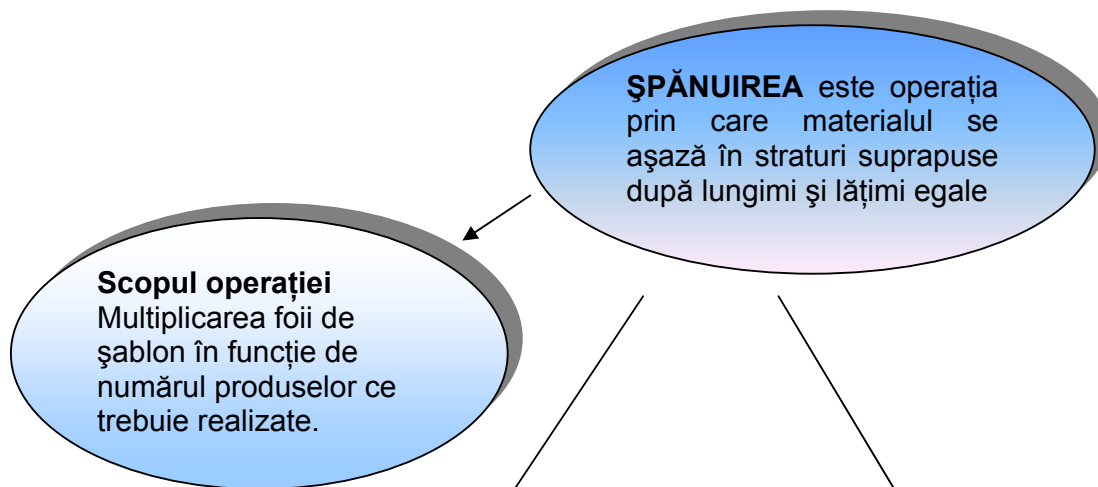 ŞPĂNUIREA este operația
prin care materialul se
aşază în straturi suprapuse
după lungimi şi lățimi egale
Scopul operației
Multiplicarea foii de
şablon în funcție de
numărul produselor ce
trebuie realizate.